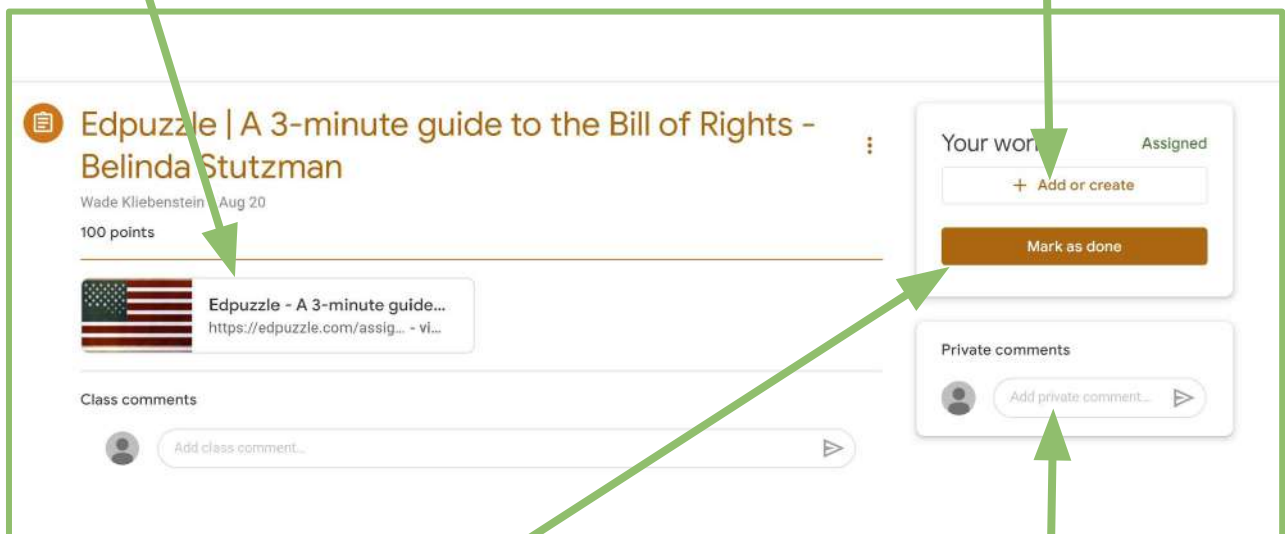 Edpuzzle | A 3-minute guide to the Bill of Rights -
Belinda Stutzman
Wade Kliebenstein Aug 20
100 points
Edpuzzle - A 3-minute guide...
https://edpuzzle.com/assig... - vi...
Class comments
Add class comment...
Your work
Assigned
+ Add or create
Mark as done
Private comments
Add private comment...